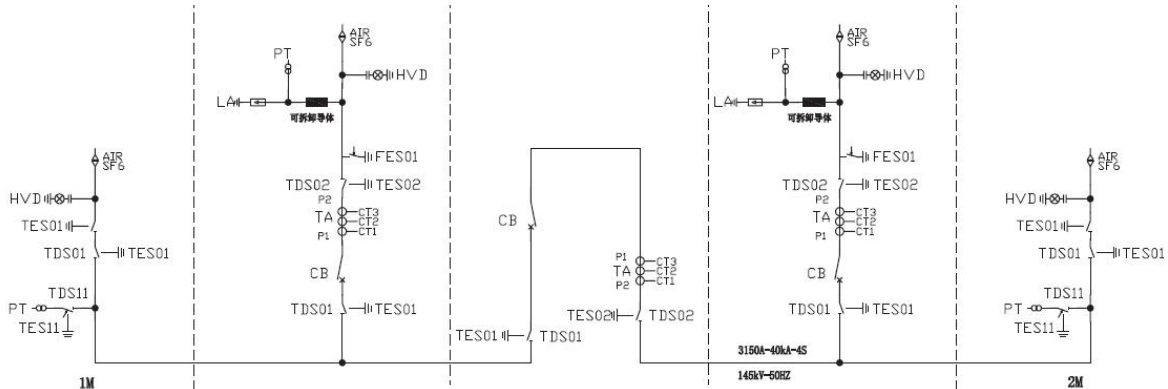 AIR
SF6
HVD
TES01
TDS01
TES01
TDS11
PT
TES11
1M
AIR
SF6
PT
HVD
LA
可拆卸导体
FES01
TDS02
TES02
P2
TA
CT3
CT2
CT1
P1
CB
TDS01
TES01
CB
P1
TA
P2
CT3
CT2
CT1
TES02
TDS02
TES01
TDS01
AIR
SF6
PT
HVD
LA
可拆卸导体
FES01
TDS02
TES02
P2
TA
CT3
CT2
CT1
P1
CB
TDS01
TES01
3150A-40kA-4S
145kV-50HZ
AIR
SF6
HVD
TES01
TDS01
TES01
TDS11
PT
TES11
2M